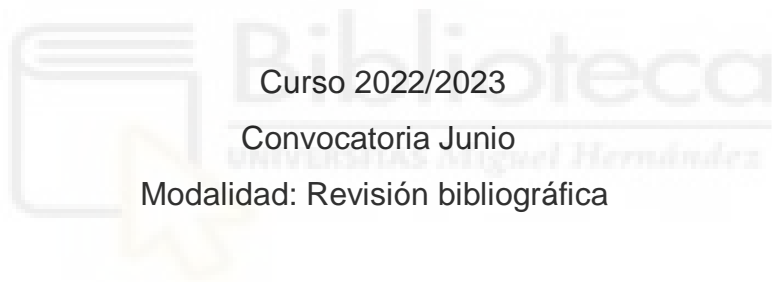 Biblioteca
Curso 2022/2023
Convocatoria Junio
UNIVERSITAS Miguel Hernández
Modalidad: Revisión bibliográfica